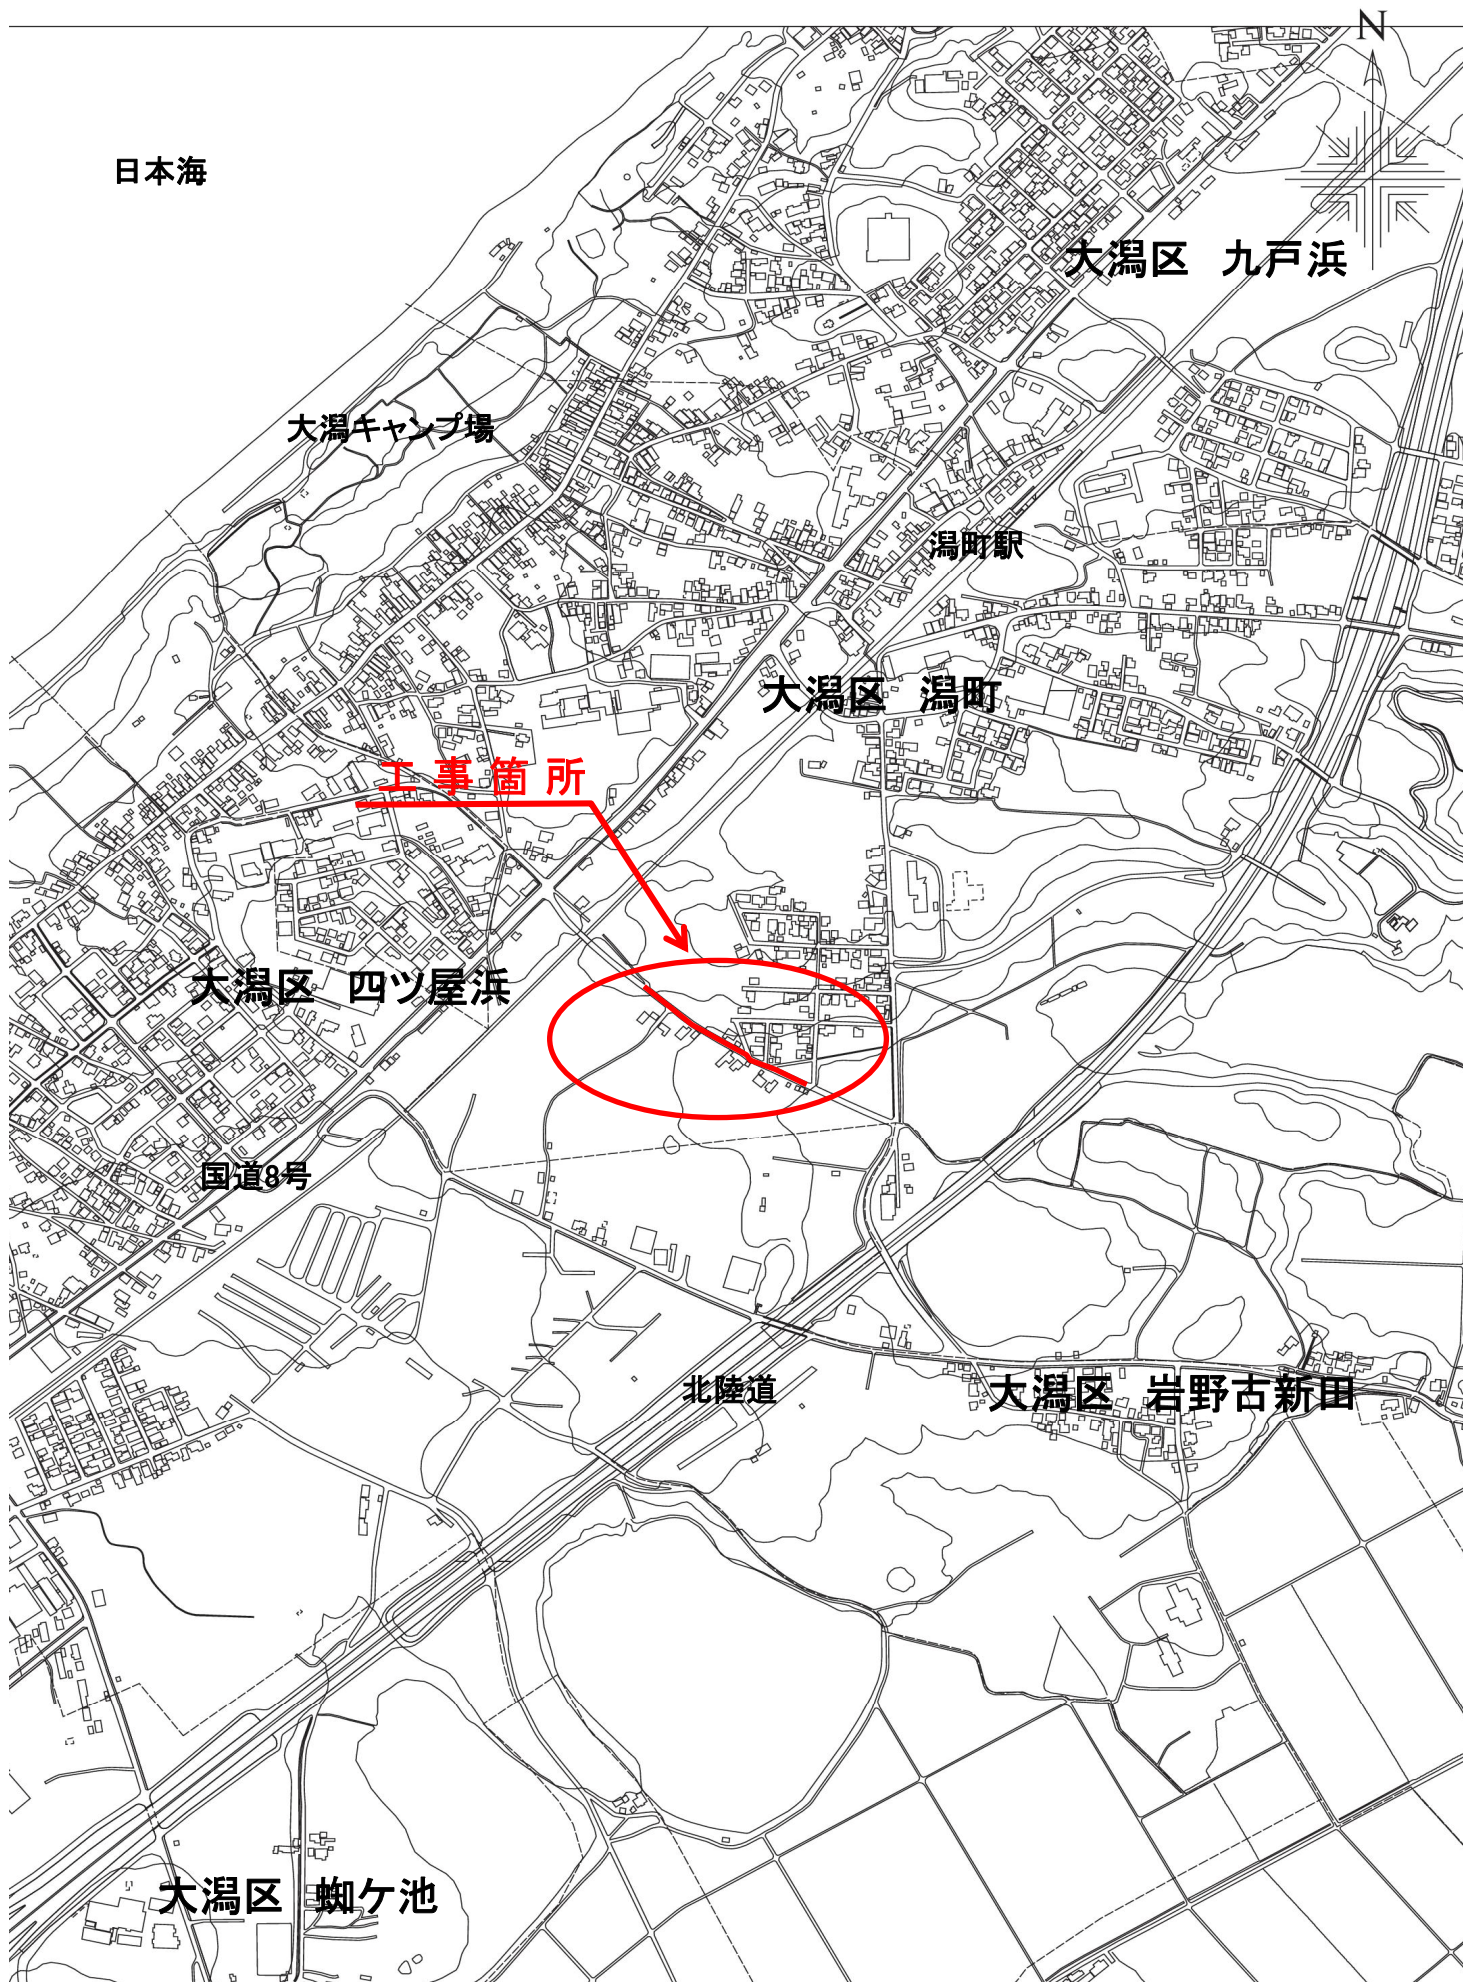 N
日本海
大潟区 九戸浜
大潟キャンプ場
潟町駅
大潟区 潟町
工事箇所
大潟区 四ツ屋浜
国道8号
北陸道
大潟区 岩野古新田
大潟区 蜘ケ池